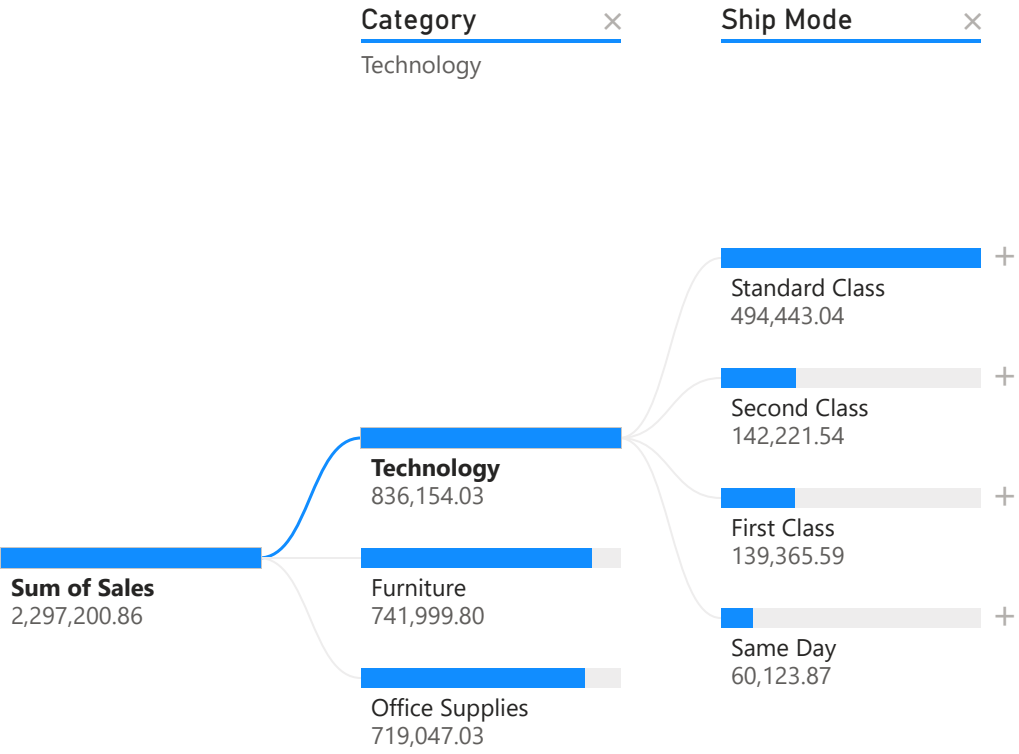 Category
Technology
Ship Mode
Sum of Sales
2,297,200.86
Technology
836,154.03
Furniture
741,999.80
Office Supplies
719,047.03
Standard Class
494,443.04
Second Class
142,221.54
First Class
139,365.59
Same Day
60,123.87